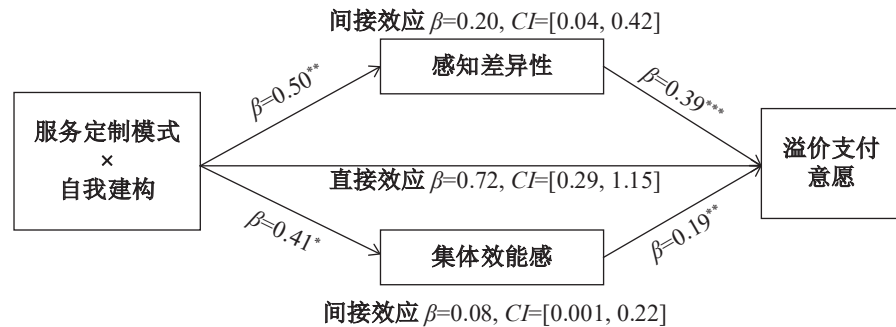 间接效应 β=0.20, CI=[0.04, 0.42]
感知差异性
β=0.50**
β=0.39***
服务定制模式
×
自我建构
溢价支付
意愿
直接效应 β=0.72, CI=[0.29, 1.15]
β=0.41*
β=0.19**
集体效能感
间接效应 β=0.08, CI=[0.001, 0.22]